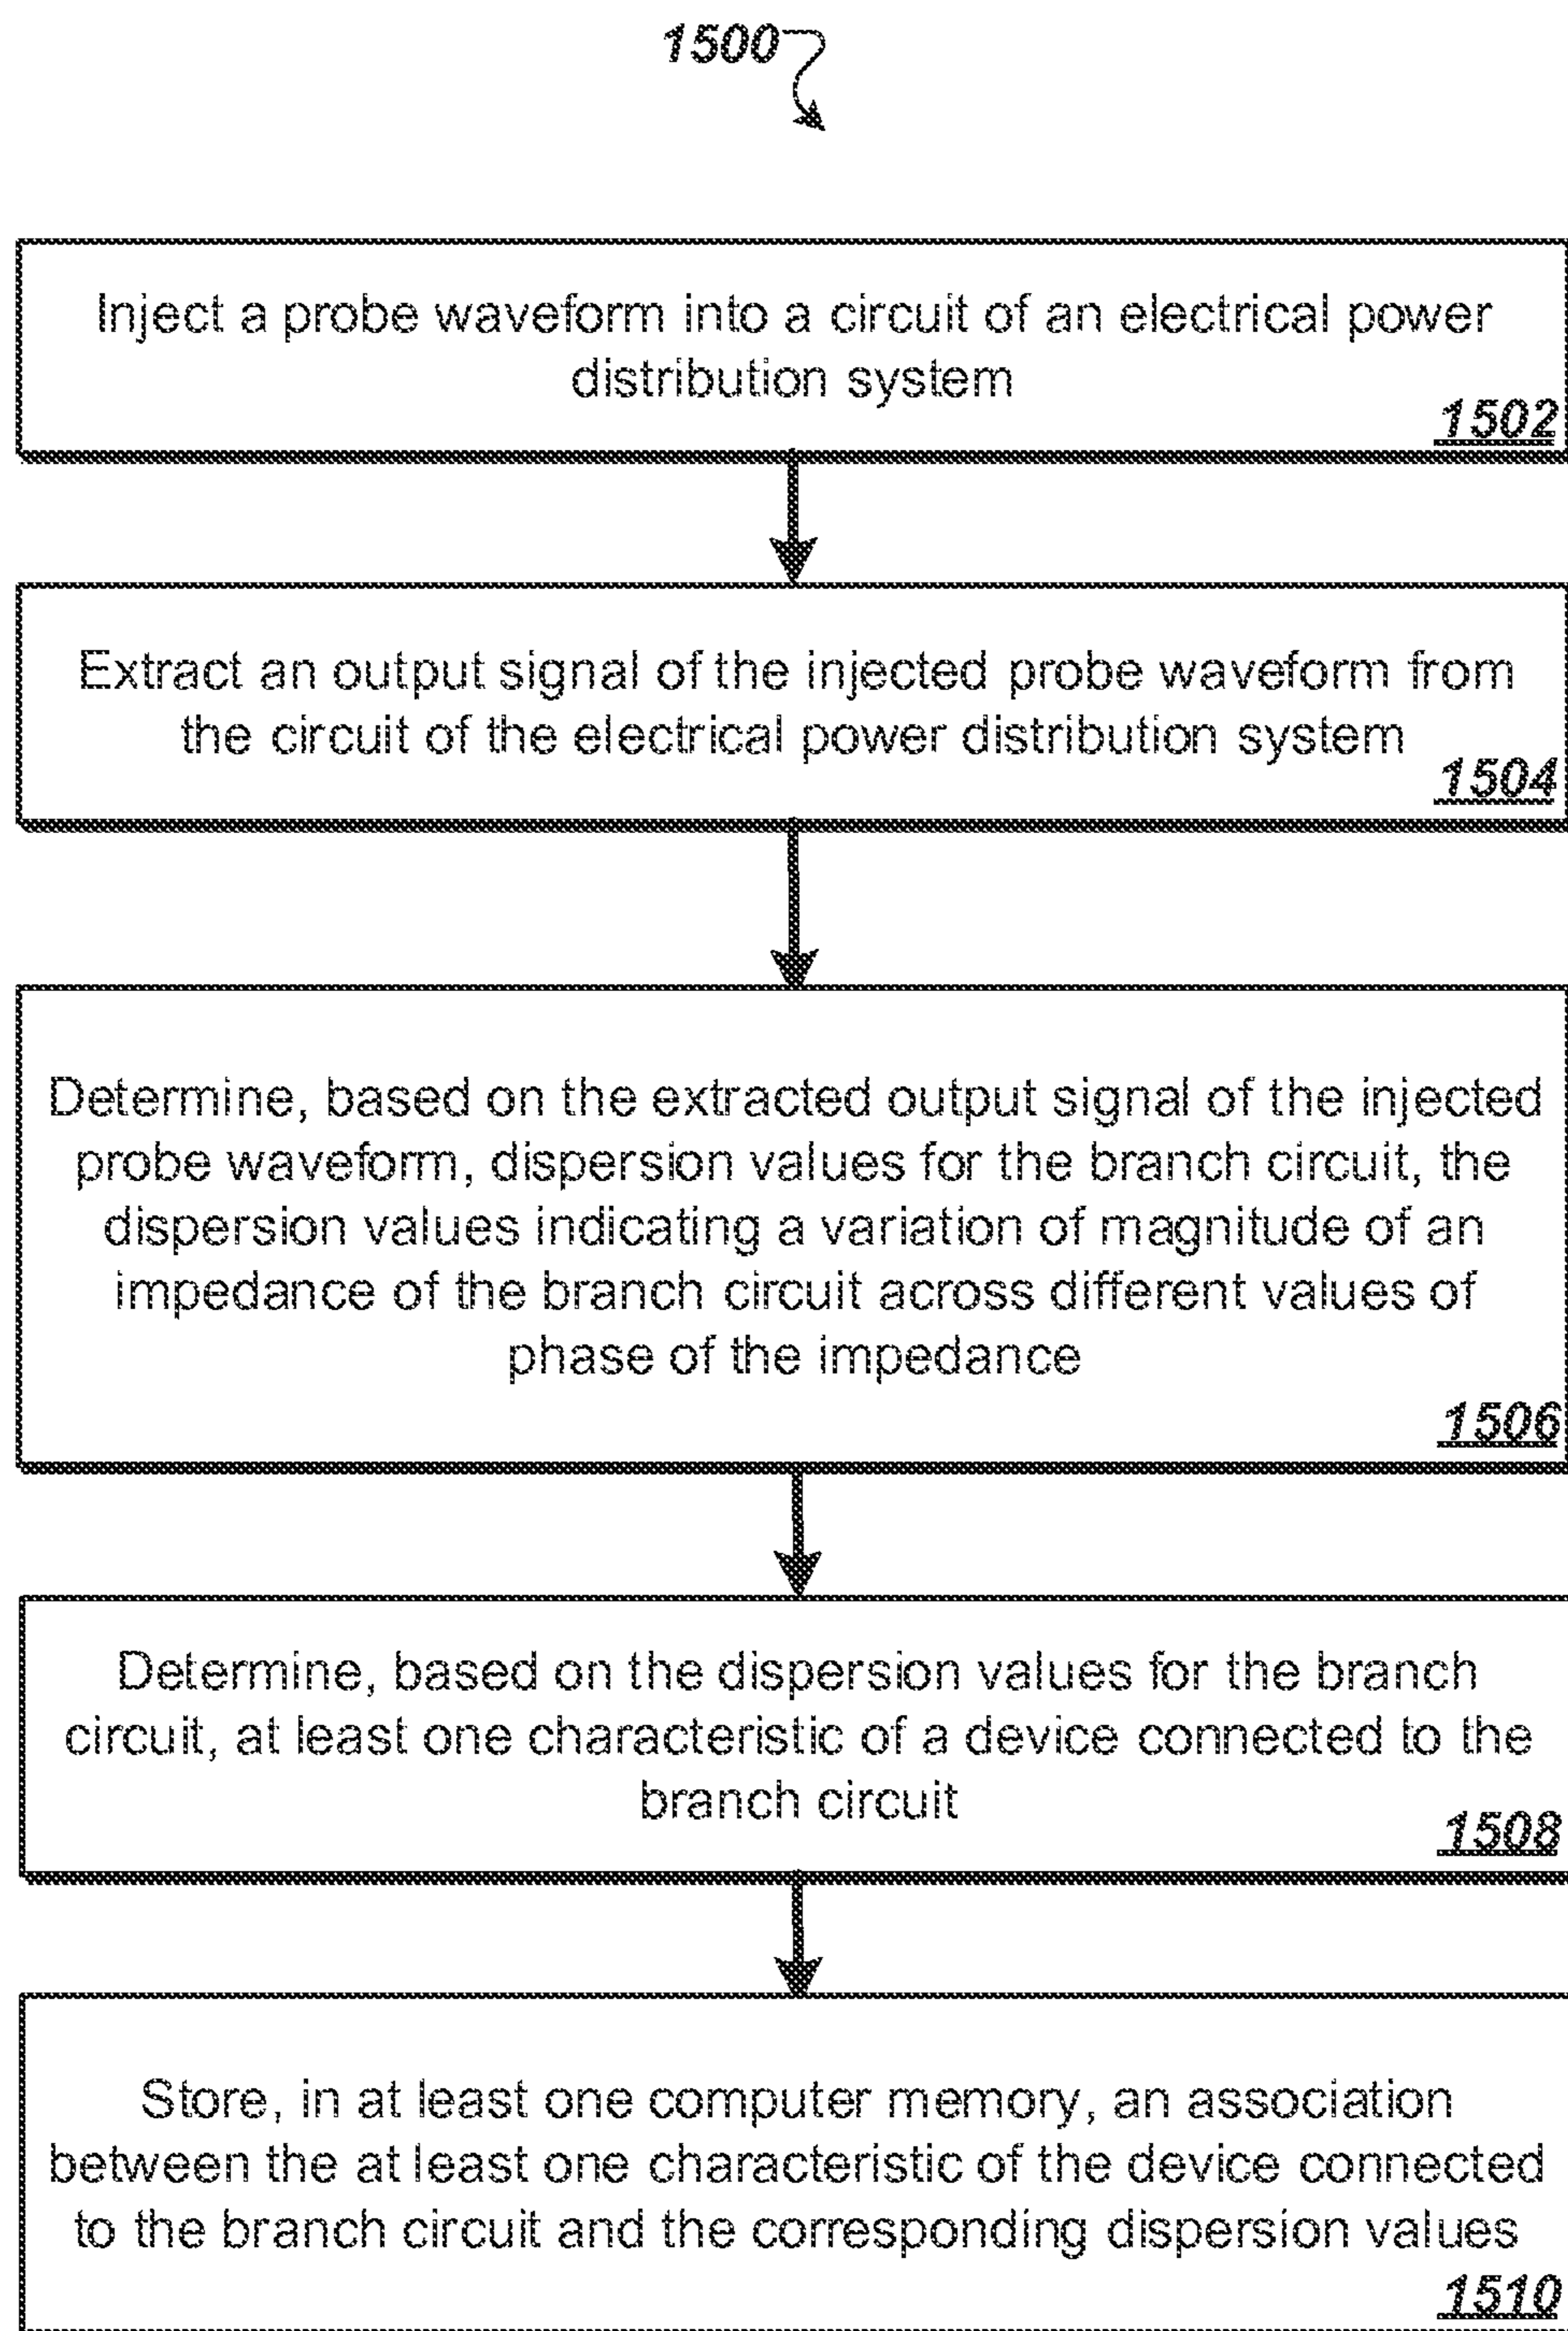 1500
Inject a probe waveform into a circuit of an electrical power
distribution system
1502
Extract an output signal of the injected probe waveform from
the circuit of the electrical power distribution system
1504
Determine, based on the extracted output signal of the injected
probe waveform, dispersion values for the branch circuit, the
dispersion values indicating a variation of magnitude of an
impedance of the branch circuit across different values of
phase of the impedance
1506
Determine, based on the dispersion values for the branch
circuit, at least one characteristic of a device connected to the
branch circuit
1508
Store, in at least one computer memory, an association
between the at least one characteristic of the device connected
to the branch circuit and the corresponding dispersion values
1510